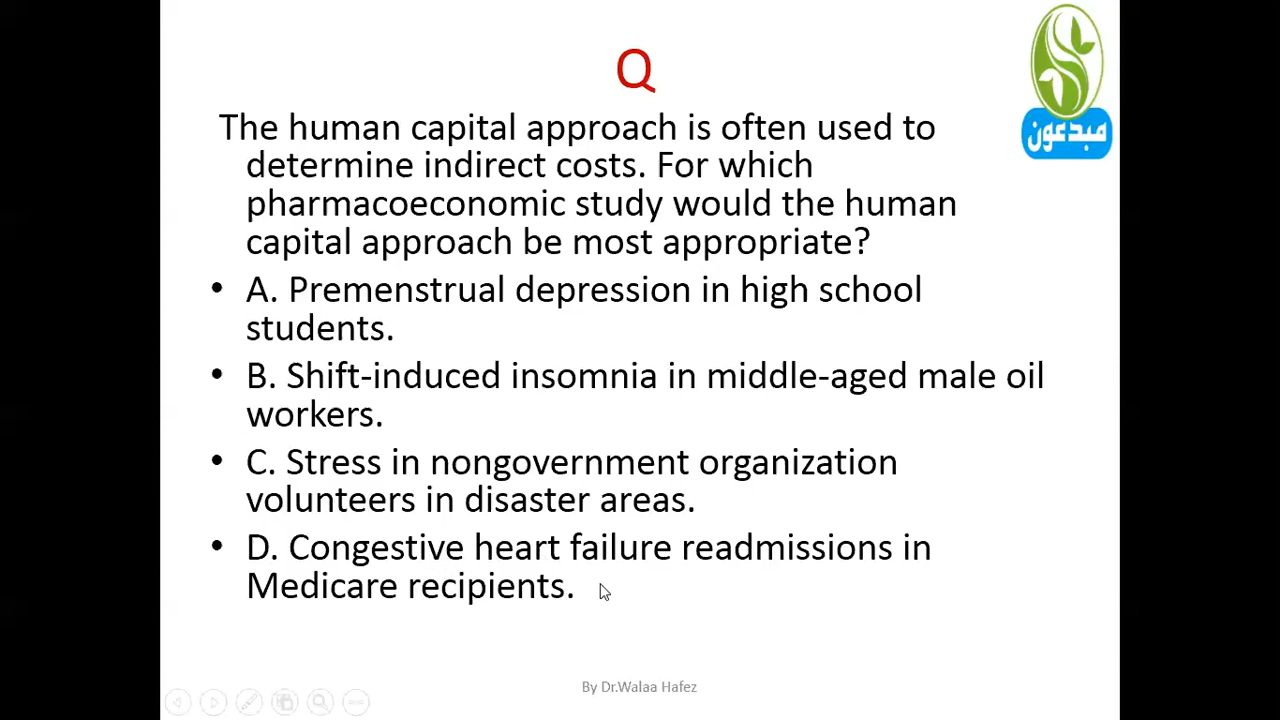 Q
مبدعون
The human capital approach is often used to
determine indirect costs. For which
pharmacoeconomic study would the human
capital approach be most appropriate?
• A. Premenstrual depression in high school
students.
• B. Shift-induced insomnia in middle-aged male oil
workers.
• C. Stress in nongovernment organization
volunteers in disaster areas.
• D. Congestive heart failure readmissions in
Medicare recipients.
By Dr.Walaa Hafez